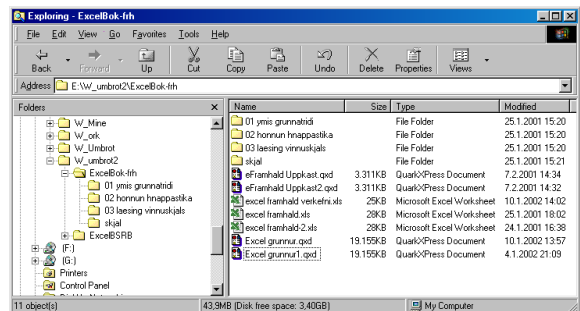 Exploring - ExcelBok-frh
File Edit View Go Favorites Tools Help
Back Forward Up Cut Copy Paste Undo Delete Properties Views
Address E:\W_umbrot2\ExcelBok-frh
Folders
W_Mine
W_ork
W_Umbrot
W_umbrot2
ExcelBok-frh
01 ymis grunnatridi
02 honnun hnappastika
03 laesing vinnuskjals
skjal
ExcelBSRB
(F:)
(G:)
Printers
Control Panel
Name Size Type Modified
01 ymis grunnatridi File Folder 25.1.2001 15:20
02 honnun hnappastika File Folder 25.1.2001 15:20
03 laesing vinnuskjals File Folder 25.1.2001 15:20
skjal File Folder 25.1.2001 15:21
eFramhald Uppkast.qxd 3.311KB QuarkXPress Document 7.2.2001 14:34
eFramhald Uppkast2.qxd 3.311KB QuarkXPress Document 7.2.2001 14:32
excel framhald verkefni.xls 25KB Microsoft Excel Worksheet 10.1.2002 14:02
excel framhald.xls 28KB Microsoft Excel Worksheet 25.1.2001 18:02
excel framhald-2.xls 28KB Microsoft Excel Worksheet 24.1.2001 16:38
Excel grunnur.qxd 19.155KB QuarkXPress Document 10.1.2002 13:57
Excel grunnur1.qxd 19.155KB QuarkXPress Document 4.1.2002 21:09
11 object(s) 43,9MB (Disk free space: 3,40GB) My Computer